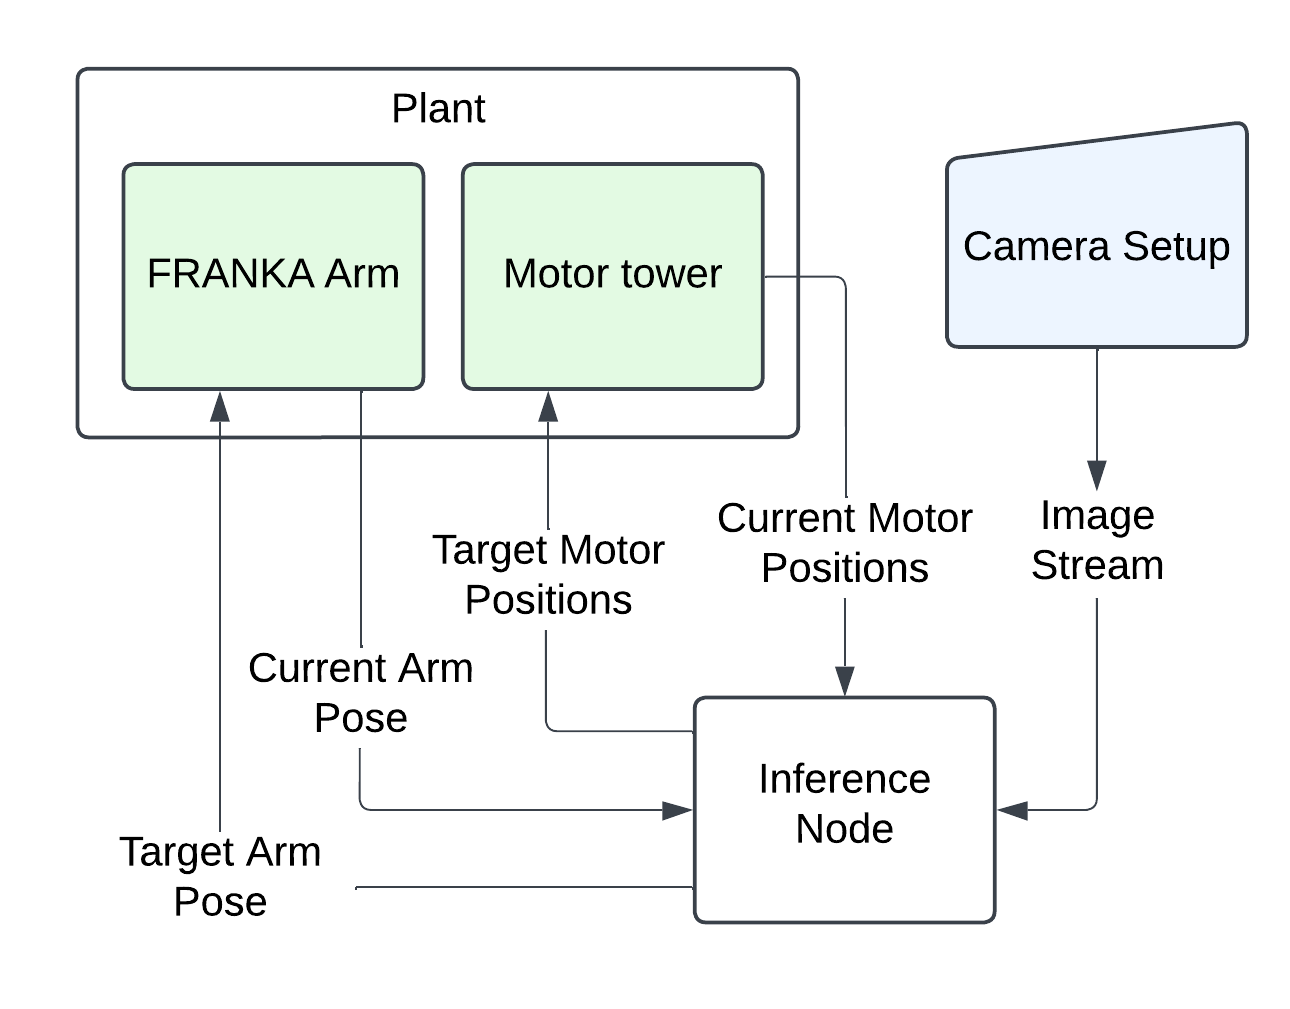 Plant
FRANKA Arm
Motor tower
Camera Setup
Target Motor
Positions
Current Motor
Positions
Image
Stream
Current Arm
Pose
Inference
Node
Target Arm
Pose